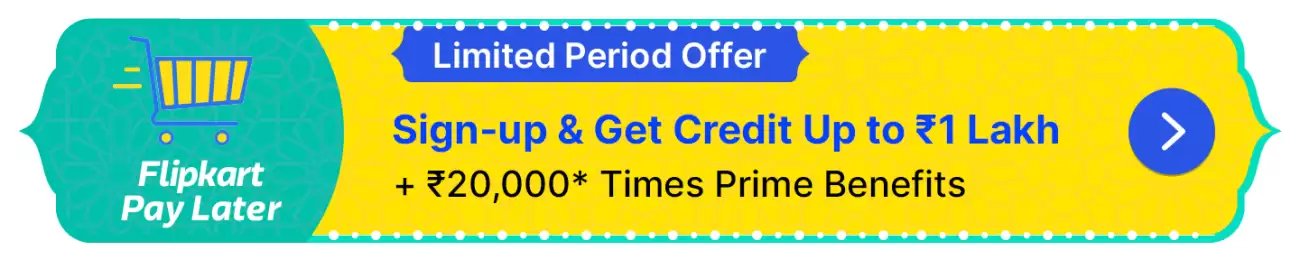 Limited Period Offer
Sign-up & Get Credit Up to ₹1 Lakh
+ ₹20,000* Times Prime Benefits
Flipkart
Pay Later